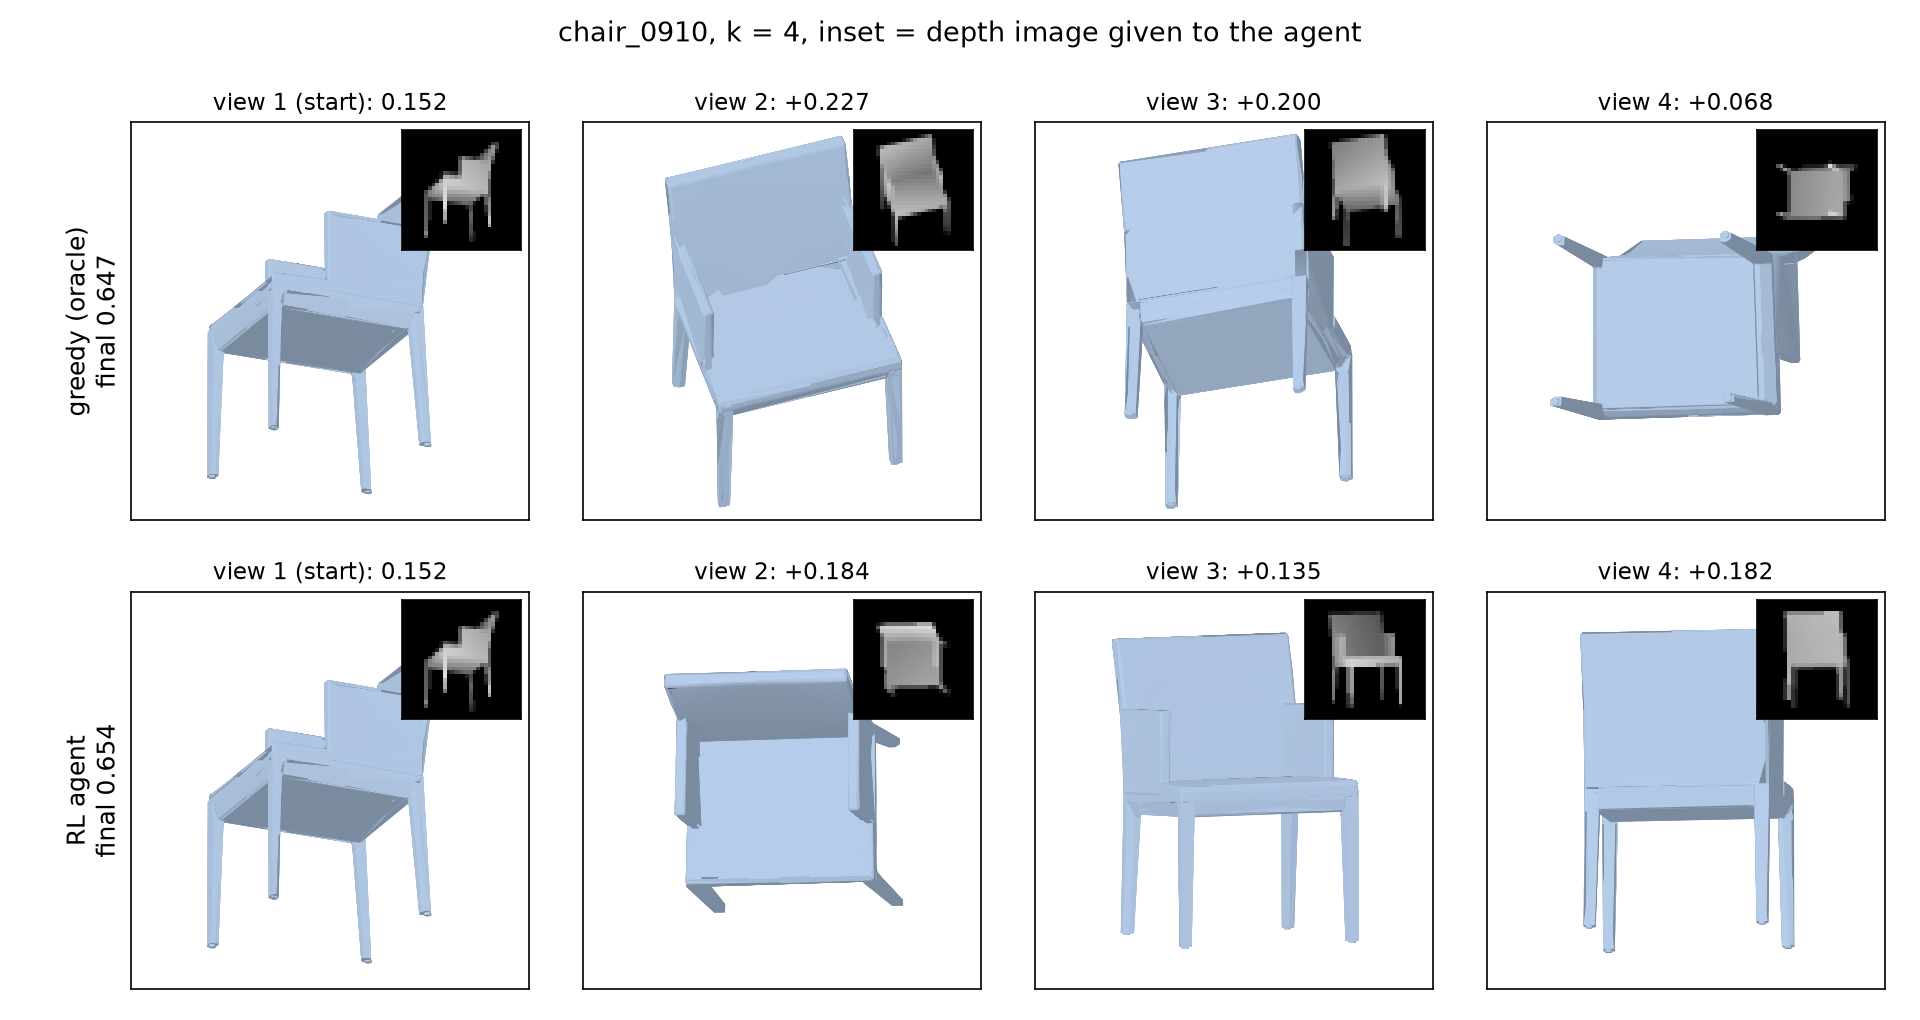 chair_0910, k = 4, inset = depth image given to the agent
view 1 (start): 0.152
view 2: +0.227
view 3: +0.200
view 4: +0.068
greedy (oracle)
final 0.647
view 1 (start): 0.152
view 2: +0.184
view 3: +0.135
view 4: +0.182
RL agent
final 0.654